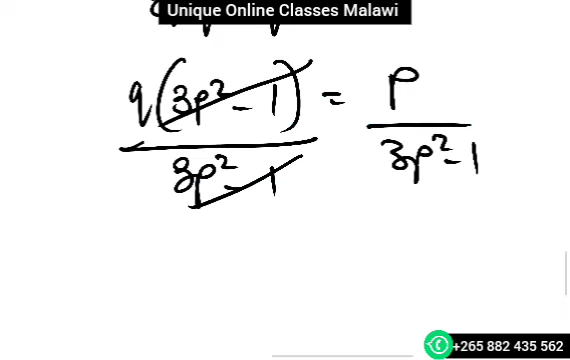 Unique Online Classes Malawi
q(3p² - 1) = p
3p² - 1 3p² - 1
+265 882 435 562